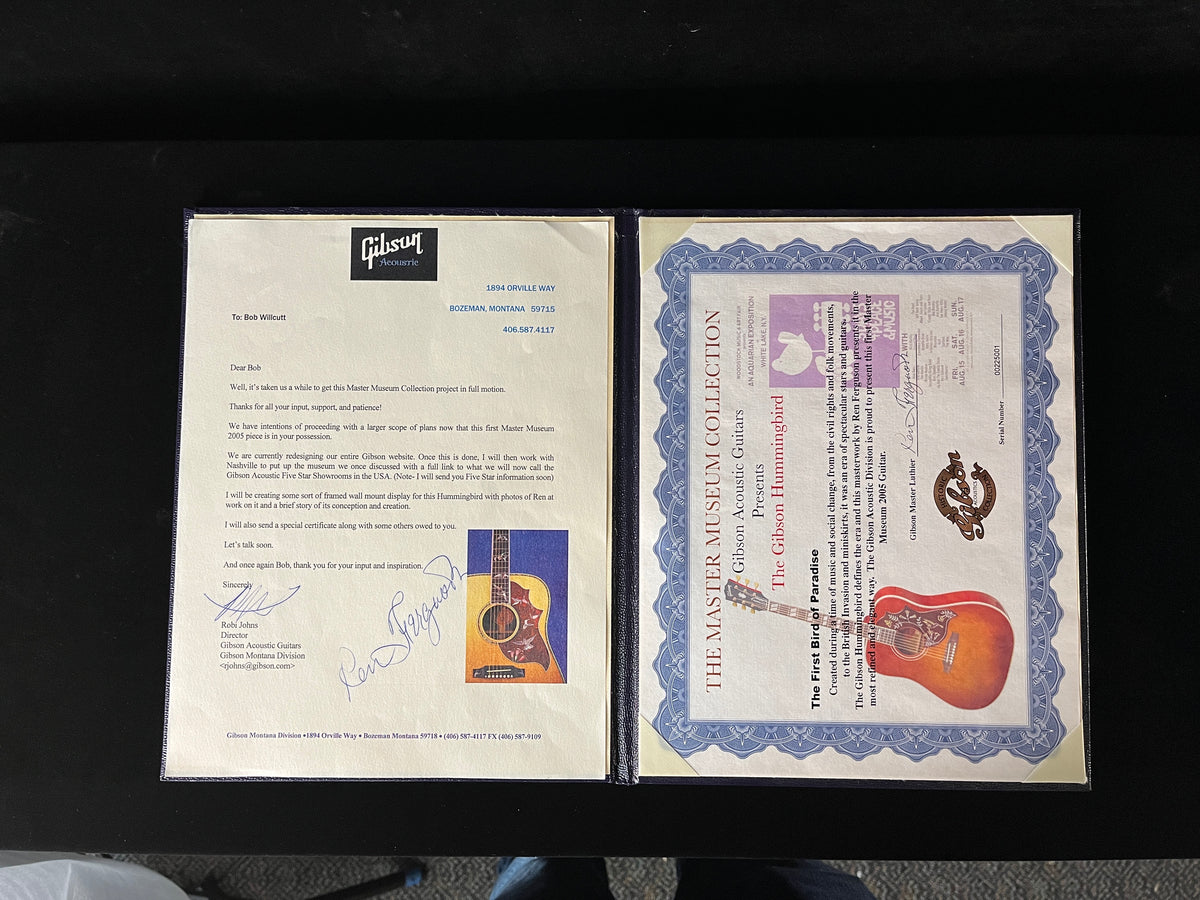 Gibson
Acoustic
1894 ORVILLE WAY
BOZEMAN, MONTANA 59715
406.587.4117
To: Bob Willcutt
Dear Bob
Well, it's taken us a while to get this Master Museum Collection project in full motion.
Thanks for all your input, support, and patience!
We have intentions of proceeding with a larger scope of plans now that this first Master Museum
2005 piece is in your possession.
We are currently redesigning our entire Gibson website. Once this is done, I will then work with
Nashville to put up the museum we once discussed with a full link to what we will now call the
Gibson Acoustic Five Star Showrooms in the USA. (Note- I will send you Five Star information soon)
I will be creating some sort of framed wall mount display for this Hummingbird with photos of Ren at
work on it and a brief story of its conception and creation.
I will also send a special certificate along with some others owed to you.
Let's talk soon.
And once again Bob, thank you for your input and inspiration.
Sincerely
Ren Ferguson
Robi Johns
Director
Gibson Acoustic Guitars
Gibson Montana Division
<rjohns@gibson.com>
Gibson Montana Division •1894 Orville Way • Bozeman Montana 59718 • (406) 587-4117 FX (406) 587-9109
THE MASTER MUSEUM COLLECTION
Gibson Acoustic Guitars
Presents
The Gibson Hummingbird
WOODSTOCK MUSIC & ART FAIR
AN AQUARIAN EXPOSITION
WHITE LAKE, N.Y.
PEACE
& MUSIC
WITH
FRI. SAT. SUN.
AUG. 15 AUG. 16 AUG. 17
The First Bird of Paradise
Created during a time of music and social change, from the civil rights and folk movements,
to the British Invasion and miniskirts, it was an era of spectacular stars and guitars.
The Gibson Hummingbird defines the era and this masterwork by Ren Ferguson presents it in the
most refined and elegant way. The Gibson Acoustic Division is proud to present this first Master
Museum 2005 Guitar.
Gibson Master Luthier Ren Ferguson
HISTORIC
Gibson
ACOUSTICS
COLLECTION
00225001
Serial Number